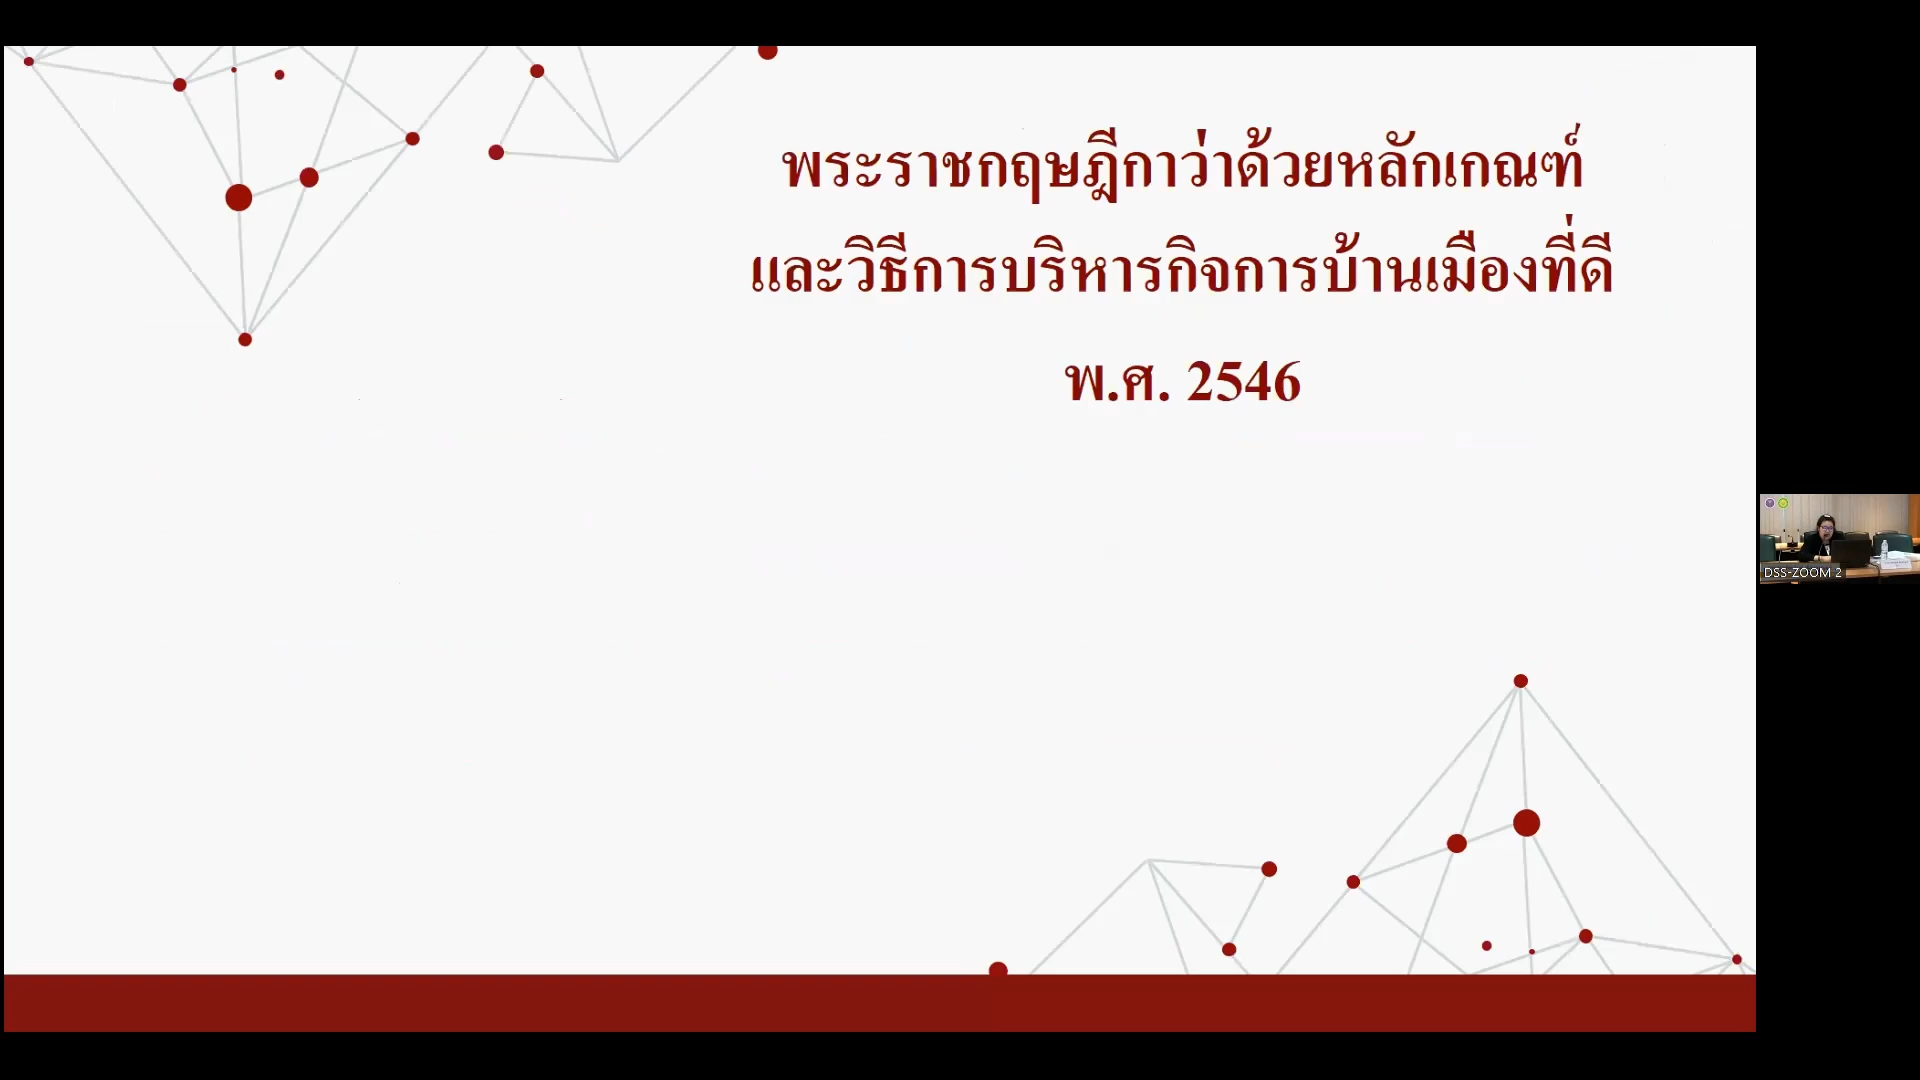 พระราชกฤษฎีกาว่าด้วยหลักเกณฑ์
และวิธีการบริหารกิจการบ้านเมืองที่ดี
พ.ศ. 2546
DSS-ZOOM 2